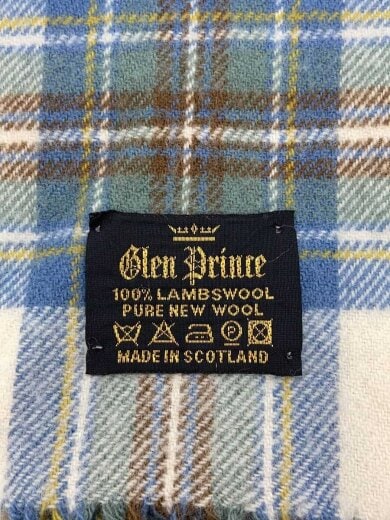 Glen Prince
100% LAMBSWOOL
PURE NEW WOOL
MADE IN SCOTLAND